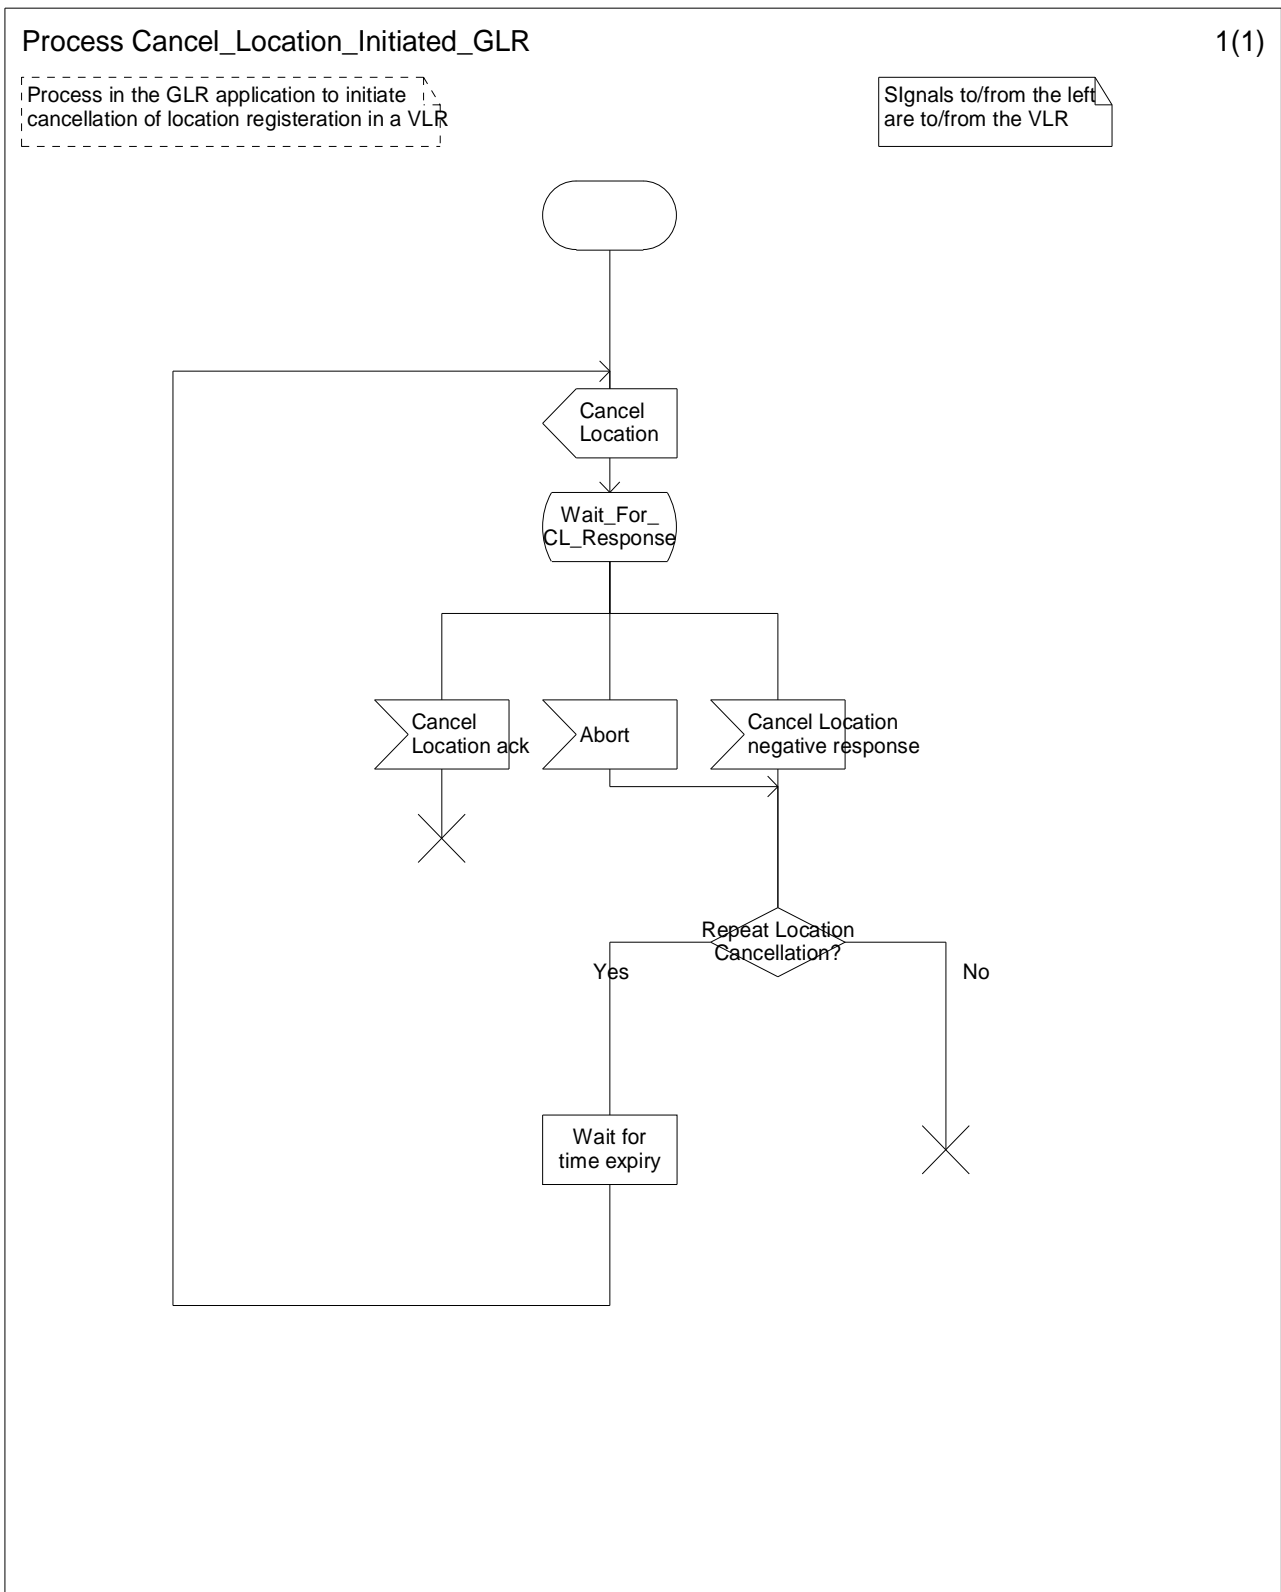 Process Cancel_Location_Initiated_GLR
1(1)
Process in the GLR application to initiate
cancellation of location registeration in a VLR
SIgnals to/from the left
are to/from the VLR
Cancel
Location
Wait_For_
CL_Response
Cancel
Location ack
Abort
Cancel Location
negative response
Repeat Location
Cancellation?
Yes
No
Wait for
time expiry